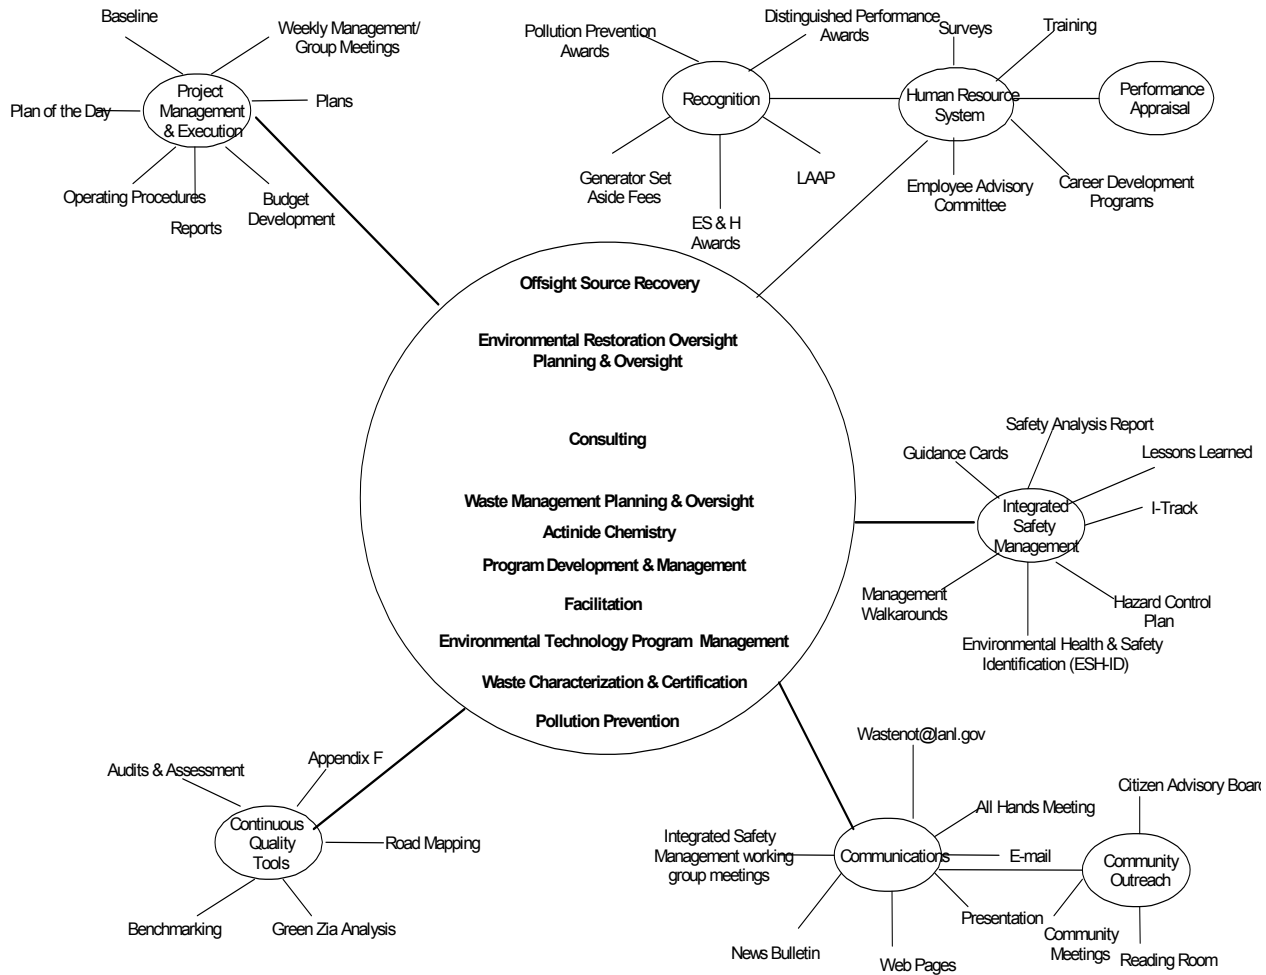 Baseline
Weekly Management/
Group Meetings
Plan of the Day
Project
Management
& Execution
Plans
Operating Procedures
Reports
Budget
Development
Pollution Prevention
Awards
Distinguished Performance
Awards
Recognition
Generator Set
Aside Fees
ES & H
Awards
LAAP
Surveys
Training
Human Resource
System
Performance
Appraisal
Employee Advisory
Committee
Career Development
Programs
Offsight Source Recovery
Environmental Restoration Oversight
Planning & Oversight
Consulting
Waste Management Planning & Oversight
Actinide Chemistry
Program Development & Management
Facilitation
Environmental Technology Program Management
Waste Characterization & Certification
Pollution Prevention
Safety Analysis Report
Guidance Cards
Lessons Learned
Integrated
Safety
Management
I-Track
Management
Walkarounds
Hazard Control
Plan
Environmental Health & Safety
Identification (ESH-ID)
Audits & Assessment
Appendix F
Continuous
Quality
Tools
Road Mapping
Benchmarking
Green Zia Analysis
Wastenot@lanl.gov
All Hands Meeting
Integrated Safety
Management working
group meetings
Communications
E-mail
News Bulletin
Web Pages
Presentation
Citizen Advisory Board
Community
Outreach
Community
Meetings
Reading Room